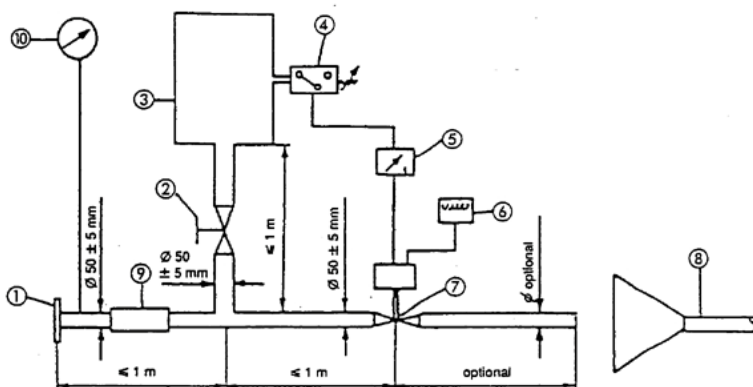 10
4
3
5
2
≤ 1 m
6
Ø 50 ± 5 mm
Ø 50
± 5 mm
Ø 50 ± 5 mm
Ø optional
1
9
7
8
≤ 1 m
≤ 1 m
optional